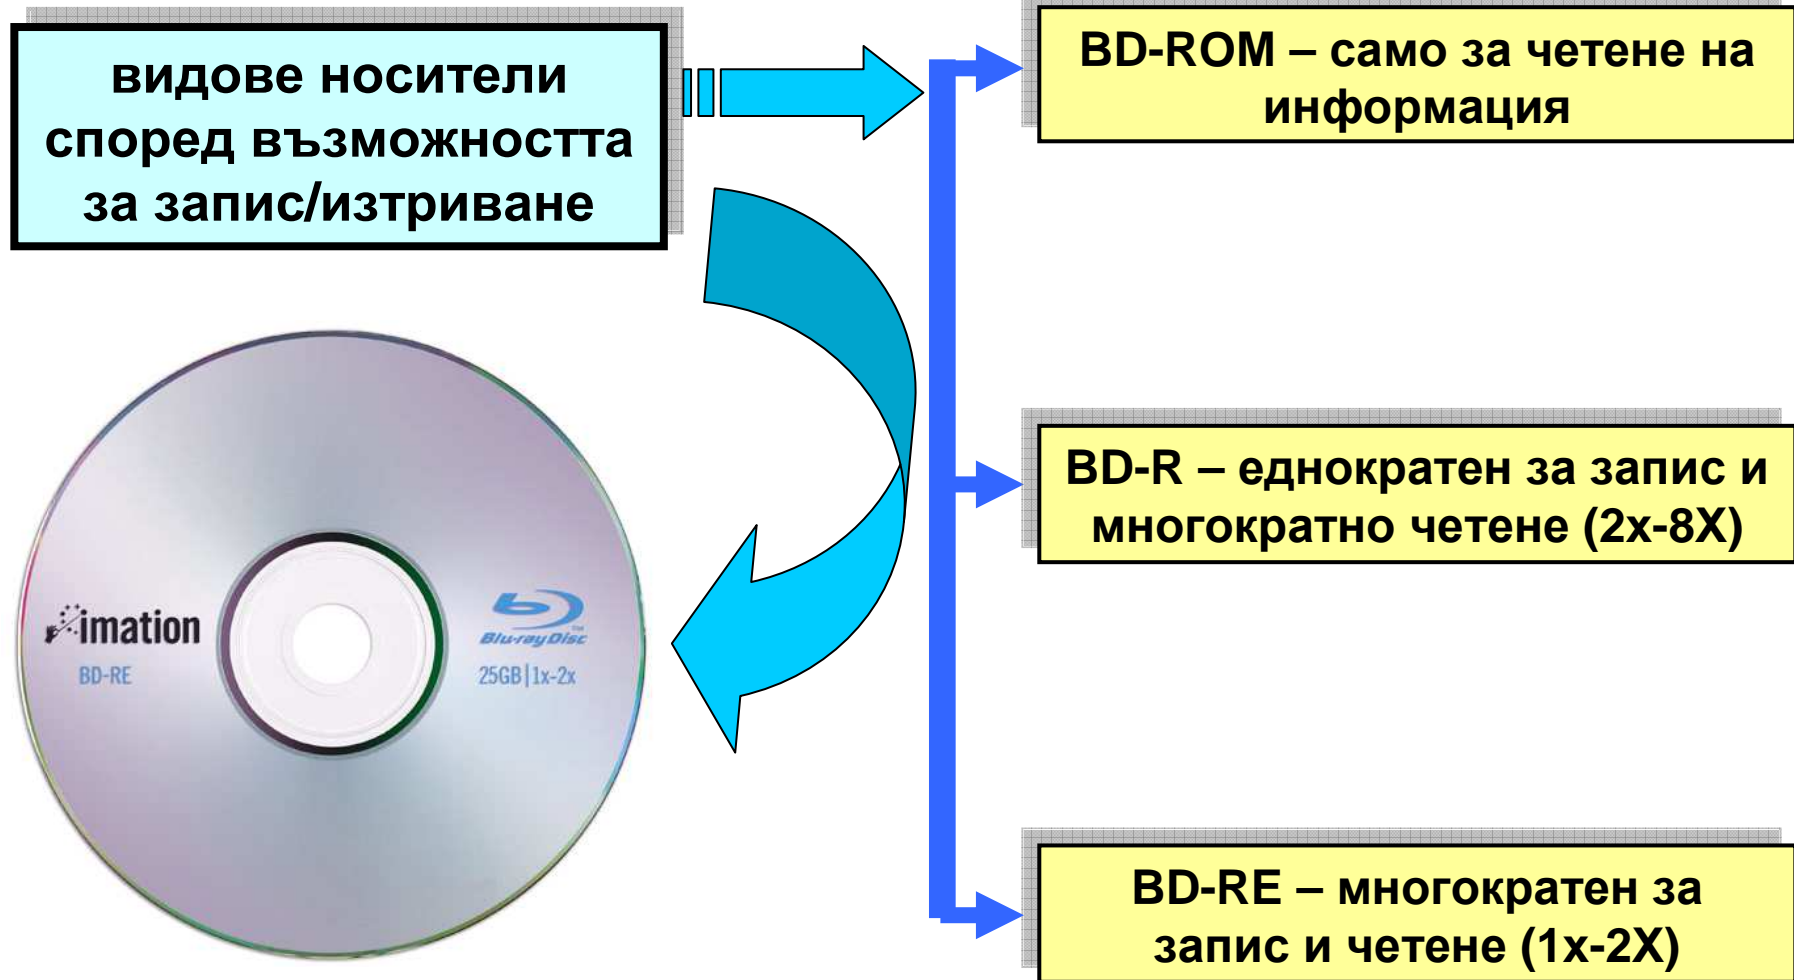 видове носители
според възможността
за запис/изтриване
BD-ROM – само за четене на
информация
BD-R – еднократен за запис и
многократно четене (2x-8X)
BD-RE – многократен за
запис и четене (1x-2X)
imation
BD-RE
Blu-ray Disc
TM
25GB|1x-2x